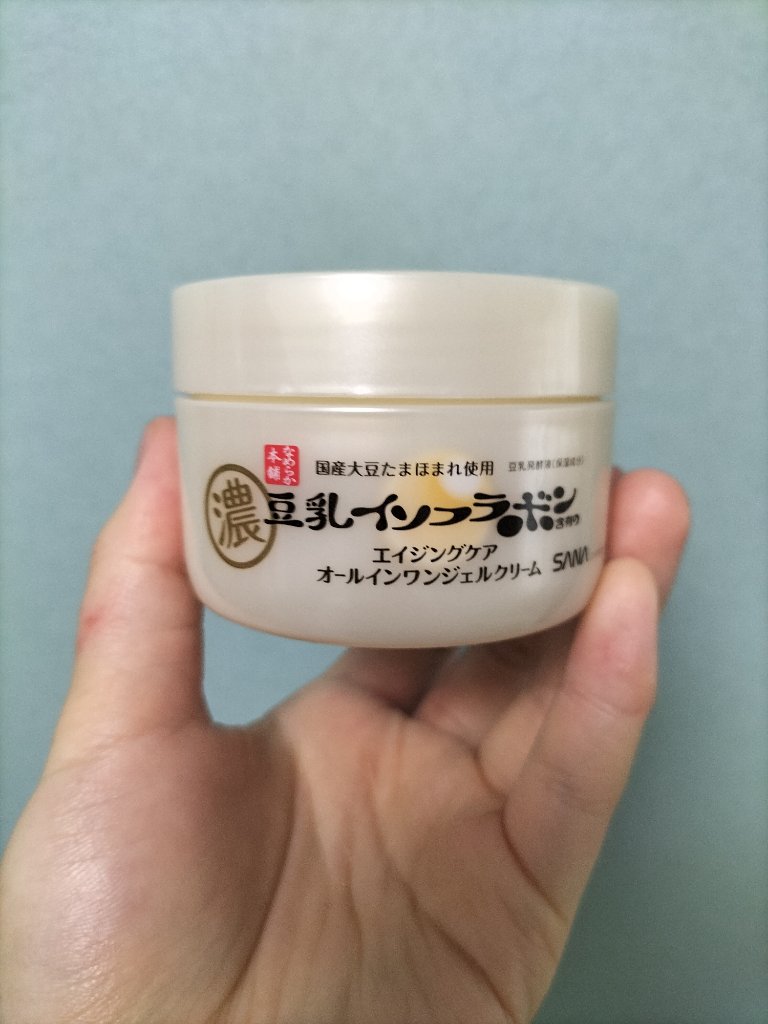 なめらか
本舗
国産大豆たまほまれ使用
豆乳発酵液(保湿成分)
濃
豆乳イソフラボン
含有り
エイジングケア
オールインワンジェルクリーム
SANA